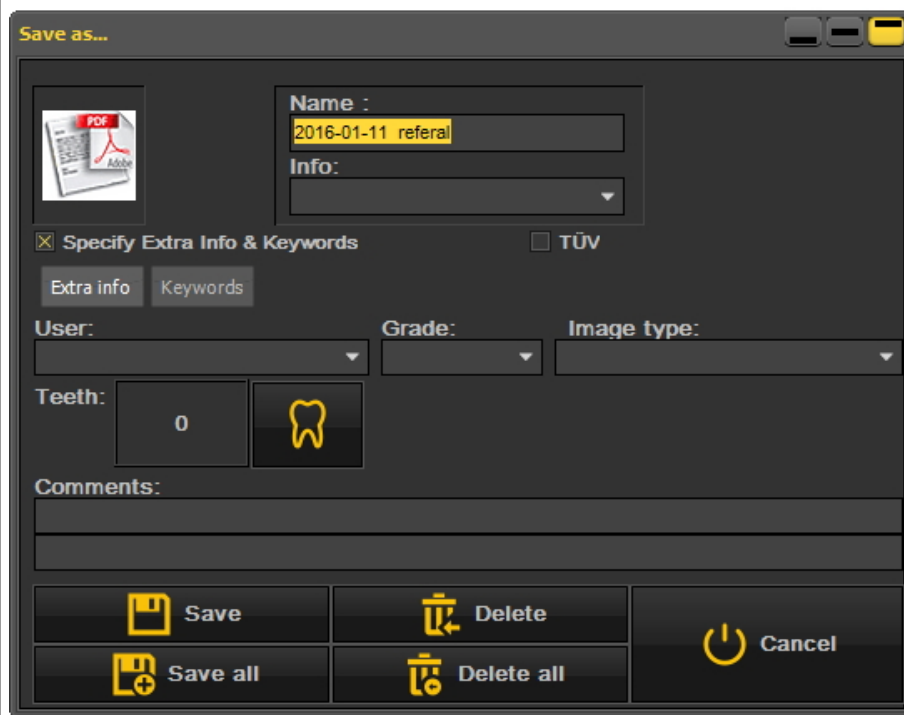 Save as...
PDF
Adobe
Name :
2016-01-11 referal
Info:
Specify Extra Info & Keywords
TÜV
Extra info
Keywords
User:
Grade:
Image type:
Teeth:
0
Comments:
Save
Delete
Cancel
Save all
Delete all